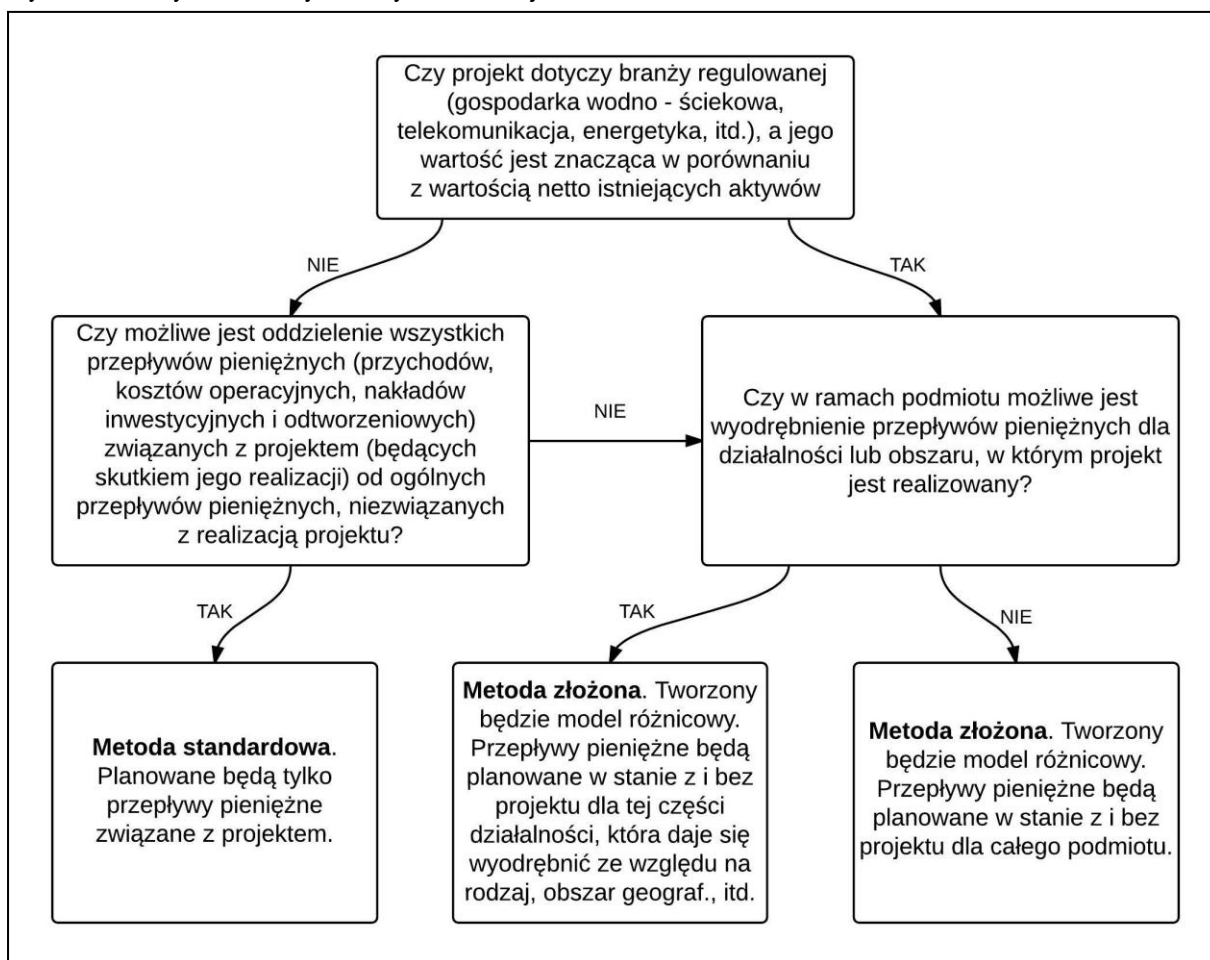 Czy projekt dotyczy branży regulowanej
(gospodarka wodno - ściekowa,
telekomunikacja, energetyka, itd.), a jego
wartość jest znacząca w porównaniu
z wartością netto istniejących aktywów
NIE
TAK
Czy możliwe jest oddzielenie wszystkich
przepływów pieniężnych (przychodów,
kosztów operacyjnych, nakładów
inwestycyjnych i odtworzeniowych)
związanych z projektem (będących
skutkiem jego realizacji) od ogólnych
przepływów pieniężnych, niezwiązanych
z realizacją projektu?
NIE
Czy w ramach podmiotu możliwe jest
wyodrębnienie przepływów pieniężnych dla
działalności lub obszaru, w którym projekt
jest realizowany?
TAK
TAK
NIE
Metoda standardowa.
Planowane będą tylko
przepływy pieniężne
związane z projektem.
Metoda złożona. Tworzony
będzie model różnicowy.
Przepływy pieniężne będą
planowane w stanie z i bez
projektu dla tej części
działalności, która daje się
wyodrębnić ze względu na
rodzaj, obszar geograf., itd.
Metoda złożona. Tworzony
będzie model różnicowy.
Przepływy pieniężne będą
planowane w stanie z i bez
projektu dla całego podmiotu.